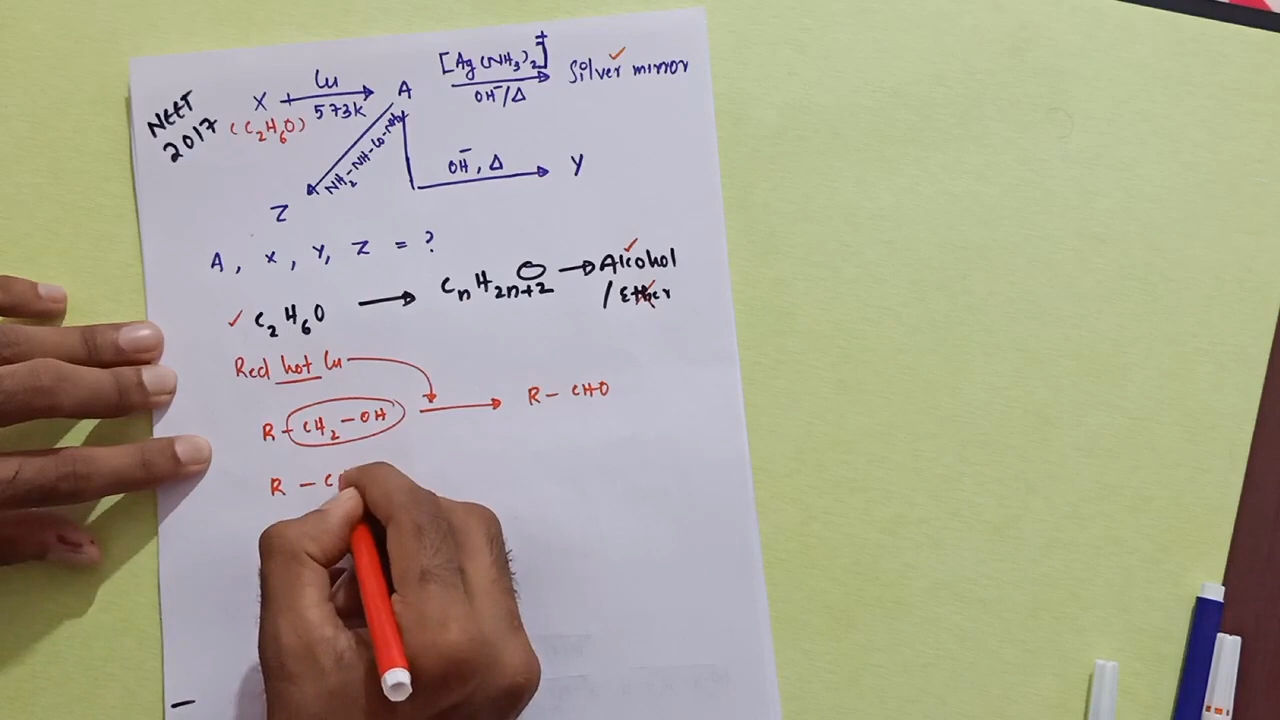 NEET 2017
X + Cu 573K → A [Ag(NH₃)₂]⁺ OH⁻/Δ → Silver mirror
(C₂H₆O)
NH₂-NH-CO-NH₂
OH⁻, Δ → Y
Z
A, X, Y, Z = ?
C₂H₆O → CₙH₂ₙ₊₂O → Alcohol
/ Ether
Red hot Cu
R-CH₂-OH → R-CHO
R-C